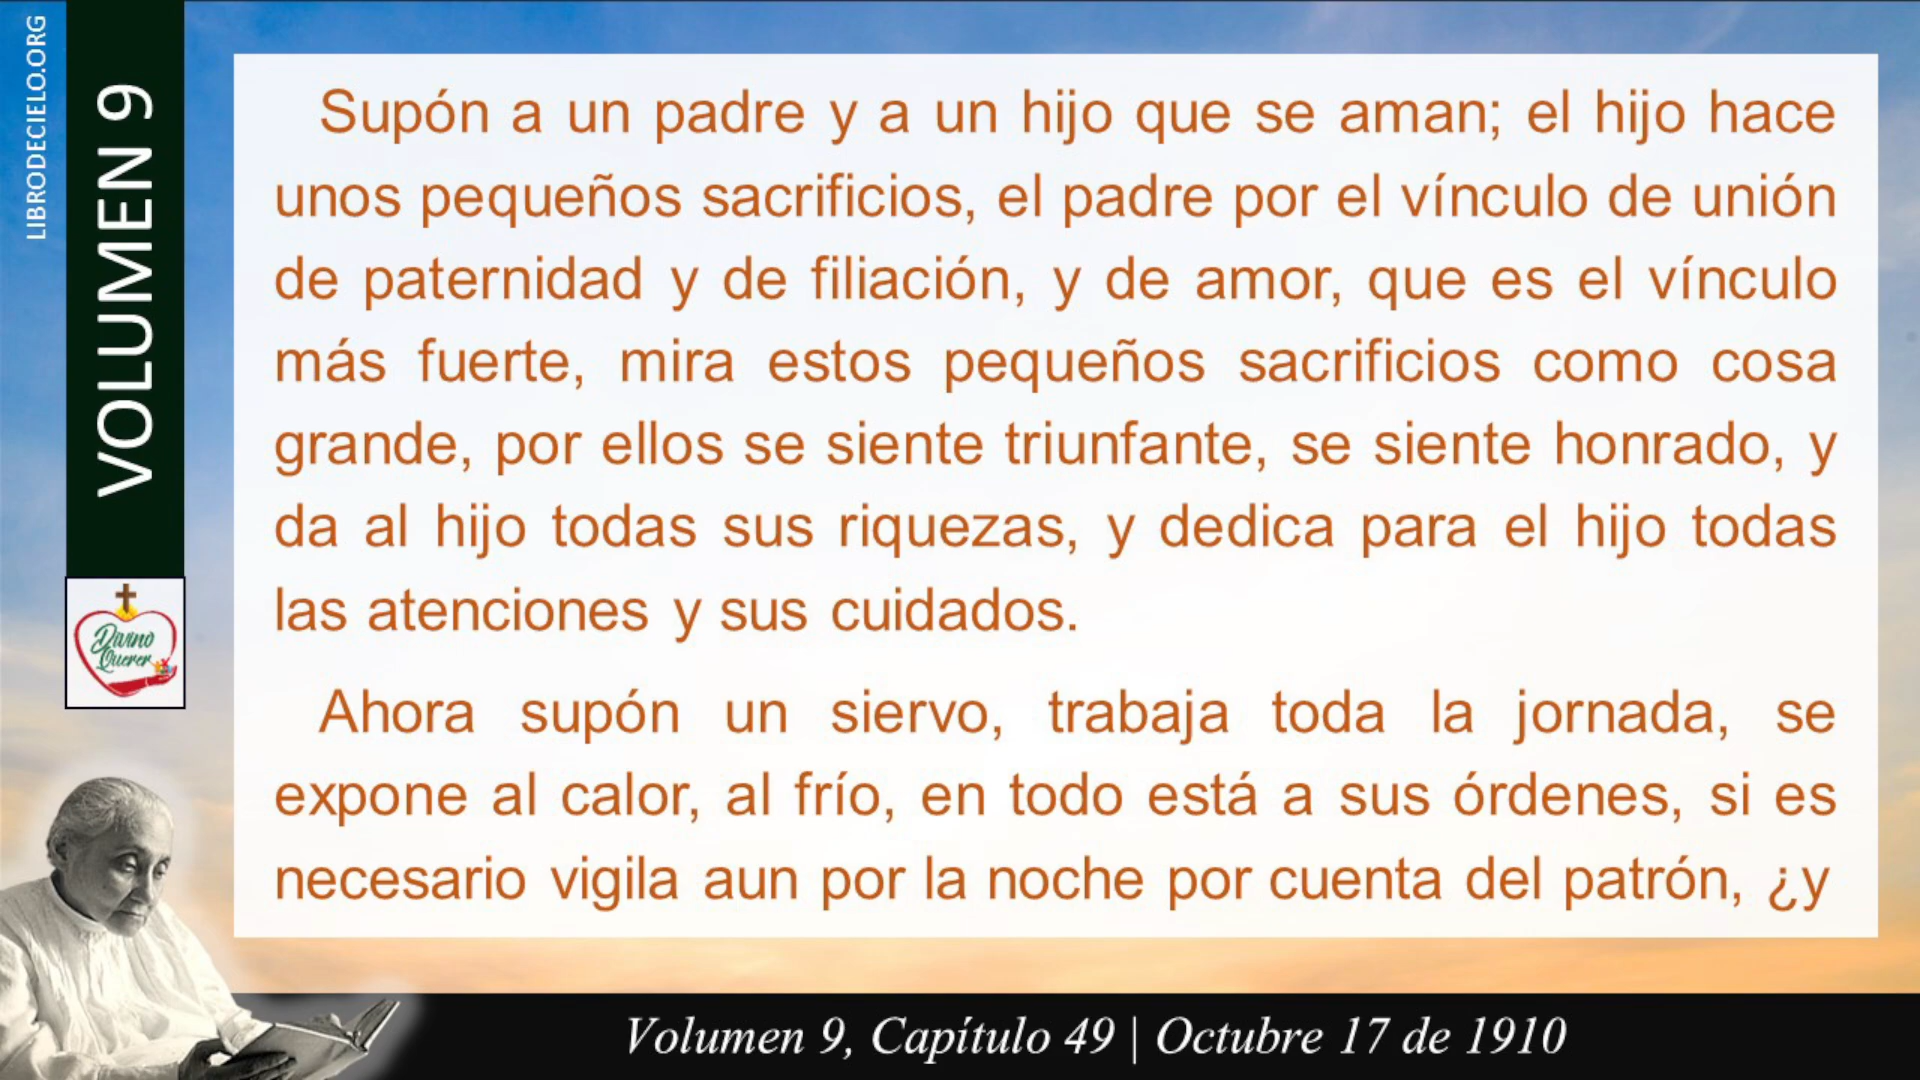 LIBRODECIELO.ORG
VOLUMEN 9
Divino
Querer
Supón a un padre y a un hijo que se aman; el hijo hace
unos pequeños sacrificios, el padre por el vínculo de unión
de paternidad y de filiación, y de amor, que es el vínculo
más fuerte, mira estos pequeños sacrificios como cosa
grande, por ellos se siente triunfante, se siente honrado, y
da al hijo todas sus riquezas, y dedica para el hijo todas
las atenciones y sus cuidados.
Ahora supón un siervo, trabaja toda la jornada, se
expone al calor, al frío, en todo está a sus órdenes, si es
necesario vigila aun por la noche por cuenta del patrón, ¿y
Volumen 9, Capítulo 49 | Octubre 17 de 1910